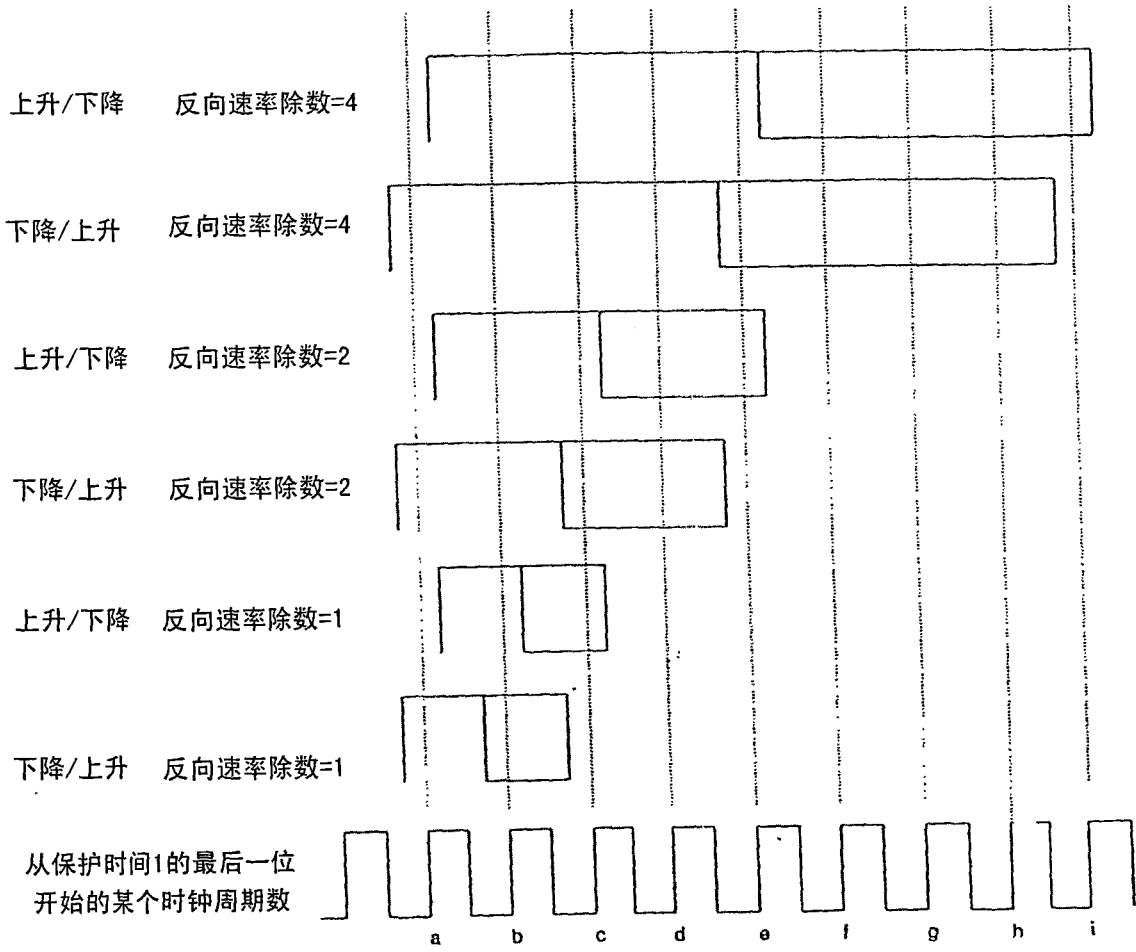 上升/下降 反向速率除数=4
下降/上升 反向速率除数=4
上升/下降 反向速率除数=2
下降/上升 反向速率除数=2
上升/下降 反向速率除数=1
下降/上升 反向速率除数=1
从保护时间1的最后一位
开始的某个时钟周期数
a b c d e f g h i